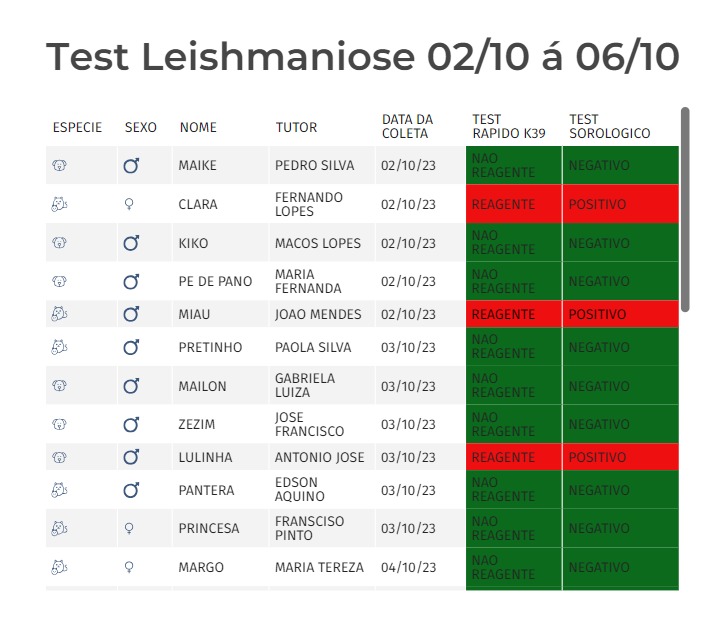 Test Leishmaniose 02/10 á 06/10
ESPECIE SEXO NOME TUTOR DATA DA COLETA TEST RAPIDO K39 TEST SOROLOGICO
MAIKE PEDRO SILVA 02/10/23 NAO REAGENTE NEGATIVO
CLARA FERNANDO LOPES 02/10/23 REAGENTE POSITIVO
KIKO MACOS LOPES 02/10/23 NAO REAGENTE NEGATIVO
PE DE PANO MARIA FERNANDA 02/10/23 NAO REAGENTE NEGATIVO
MIAU JOAO MENDES 02/10/23 REAGENTE POSITIVO
PRETINHO PAOLA SILVA 03/10/23 NAO REAGENTE NEGATIVO
MAILON GABRIELA LUIZA 03/10/23 NAO REAGENTE NEGATIVO
ZEZIM JOSE FRANCISCO 03/10/23 NAO REAGENTE NEGATIVO
LULINHA ANTONIO JOSE 03/10/23 REAGENTE POSITIVO
PANTERA EDSON AQUINO 03/10/23 NAO REAGENTE NEGATIVO
PRINCESA FRANSCISO PINTO 03/10/23 NAO REAGENTE NEGATIVO
MARGO MARIA TEREZA 04/10/23 NAO REAGENTE NEGATIVO